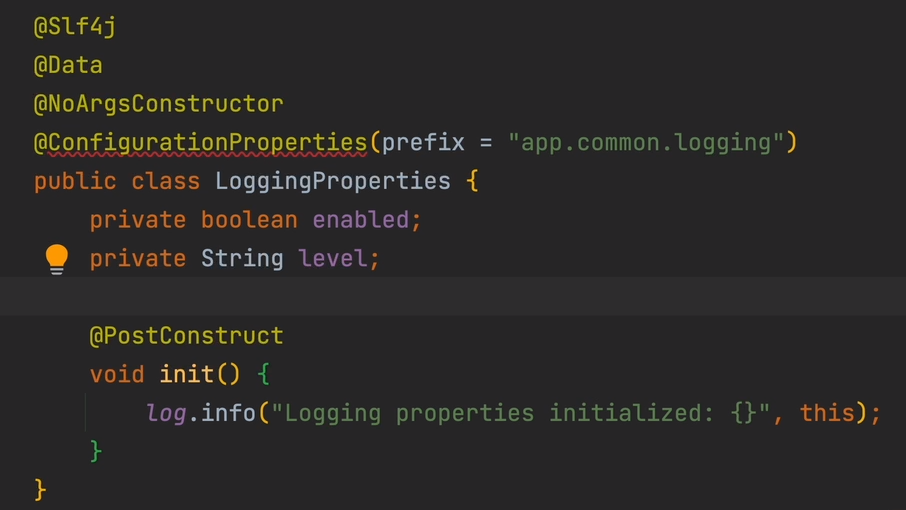 @Slf4j
@Data
@NoArgsConstructor
@ConfigurationProperties(prefix = "app.common.logging")
public class LoggingProperties {
    private boolean enabled;
    private String level;

    @PostConstruct
    void init() {
        log.info("Logging properties initialized: {}", this);
    }
}